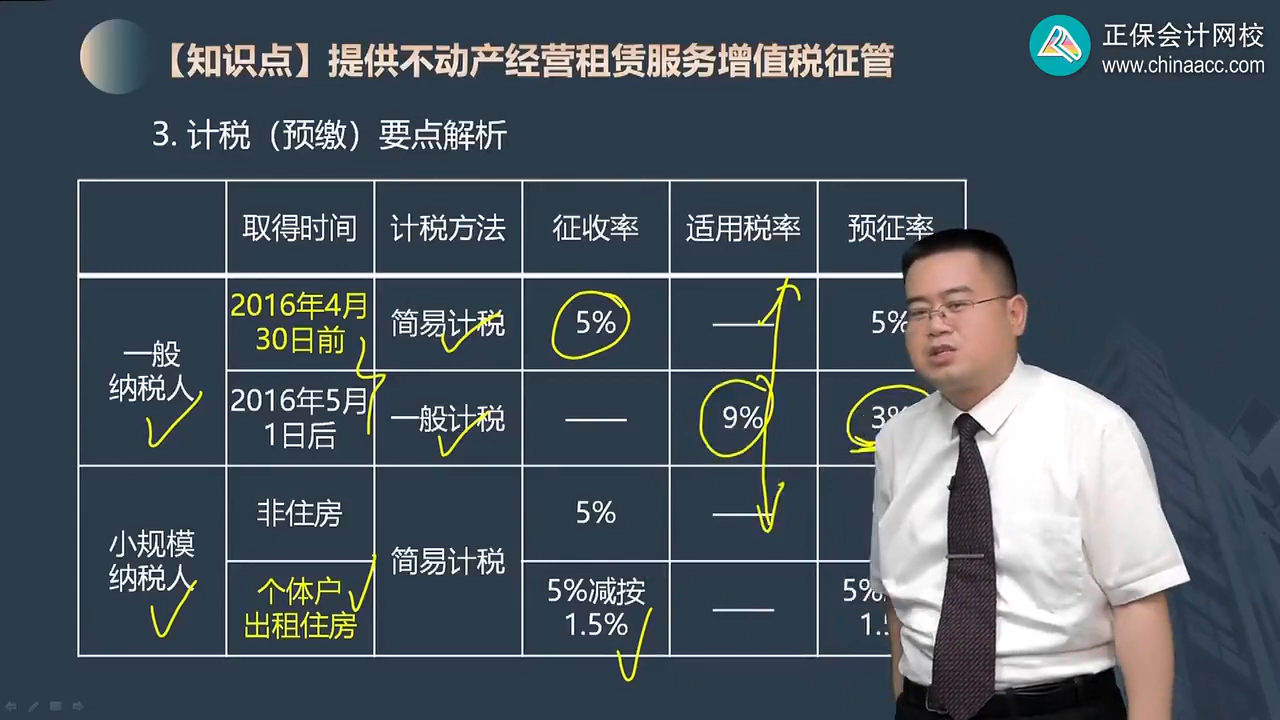 【知识点】提供不动产经营租赁服务增值税征管
正保会计网校
www.chinaacc.com
3. 计税（预缴）要点解析
取得时间
计税方法
征收率
适用税率
预征率
一般
纳税人
2016年4月
30日前
简易计税
5%
——
5%
2016年5月
1日后
一般计税
——
9%
3%
小规模
纳税人
非住房
简易计税
5%
——
个体户
出租住房
5%减按
1.5%
——
5%